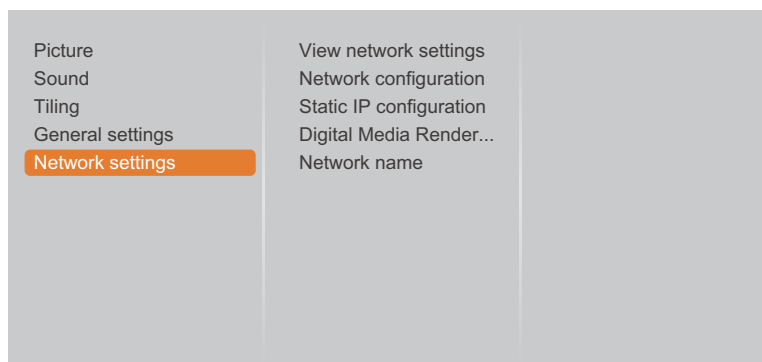 Picture
Sound
Tiling
General settings
Network settings
View network settings
Network configuration
Static IP configuration
Digital Media Render...
Network name